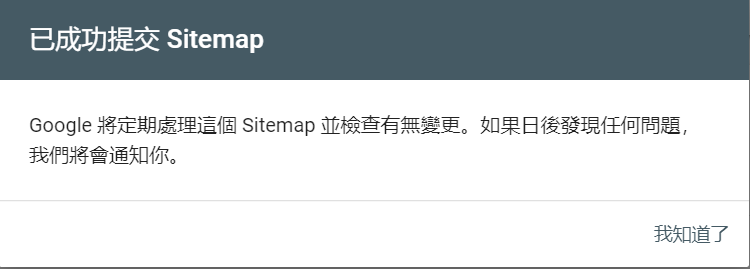 已成功提交 Sitemap
Google 將定期處理這個 Sitemap 並檢查有無變更。如果日後發現任何問題，
我們將會通知你。
我知道了